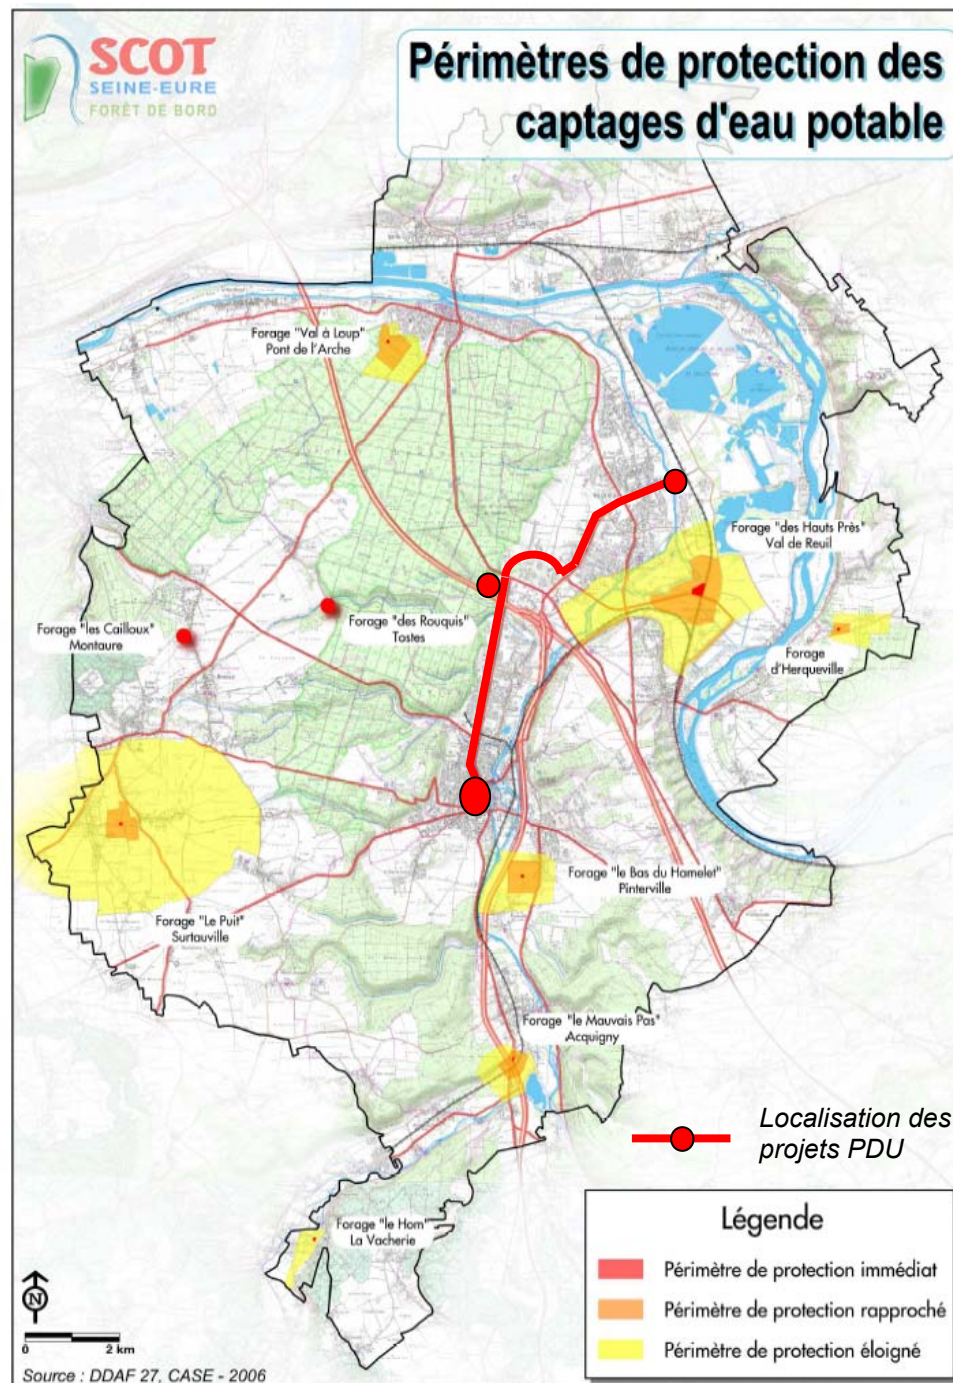 SCOT
SEINE-EURE
FORÊT DE BORD
Périmètres de protection des
captages d'eau potable
Forage "Val à Loup"
Pont de l'Arche
Forage "des Hauts Près"
Val de Reuil
Forage "les Cailloux"
Montaure
Forage "des Rouquis"
Tostes
Forage
d'Herqueville
Forage "le Bas du Hamelet"
Pinterville
Forage "Le Puit"
Surtauville
Forage "le Mauvais Pas"
Acquigny
Localisation des
projets PDU
Forage "le Hom"
La Vacherie
Légende
Périmètre de protection immédiat
Périmètre de protection rapproché
Périmètre de protection éloigné
N
0 2 km
Source : DDAF 27, CASE - 2006